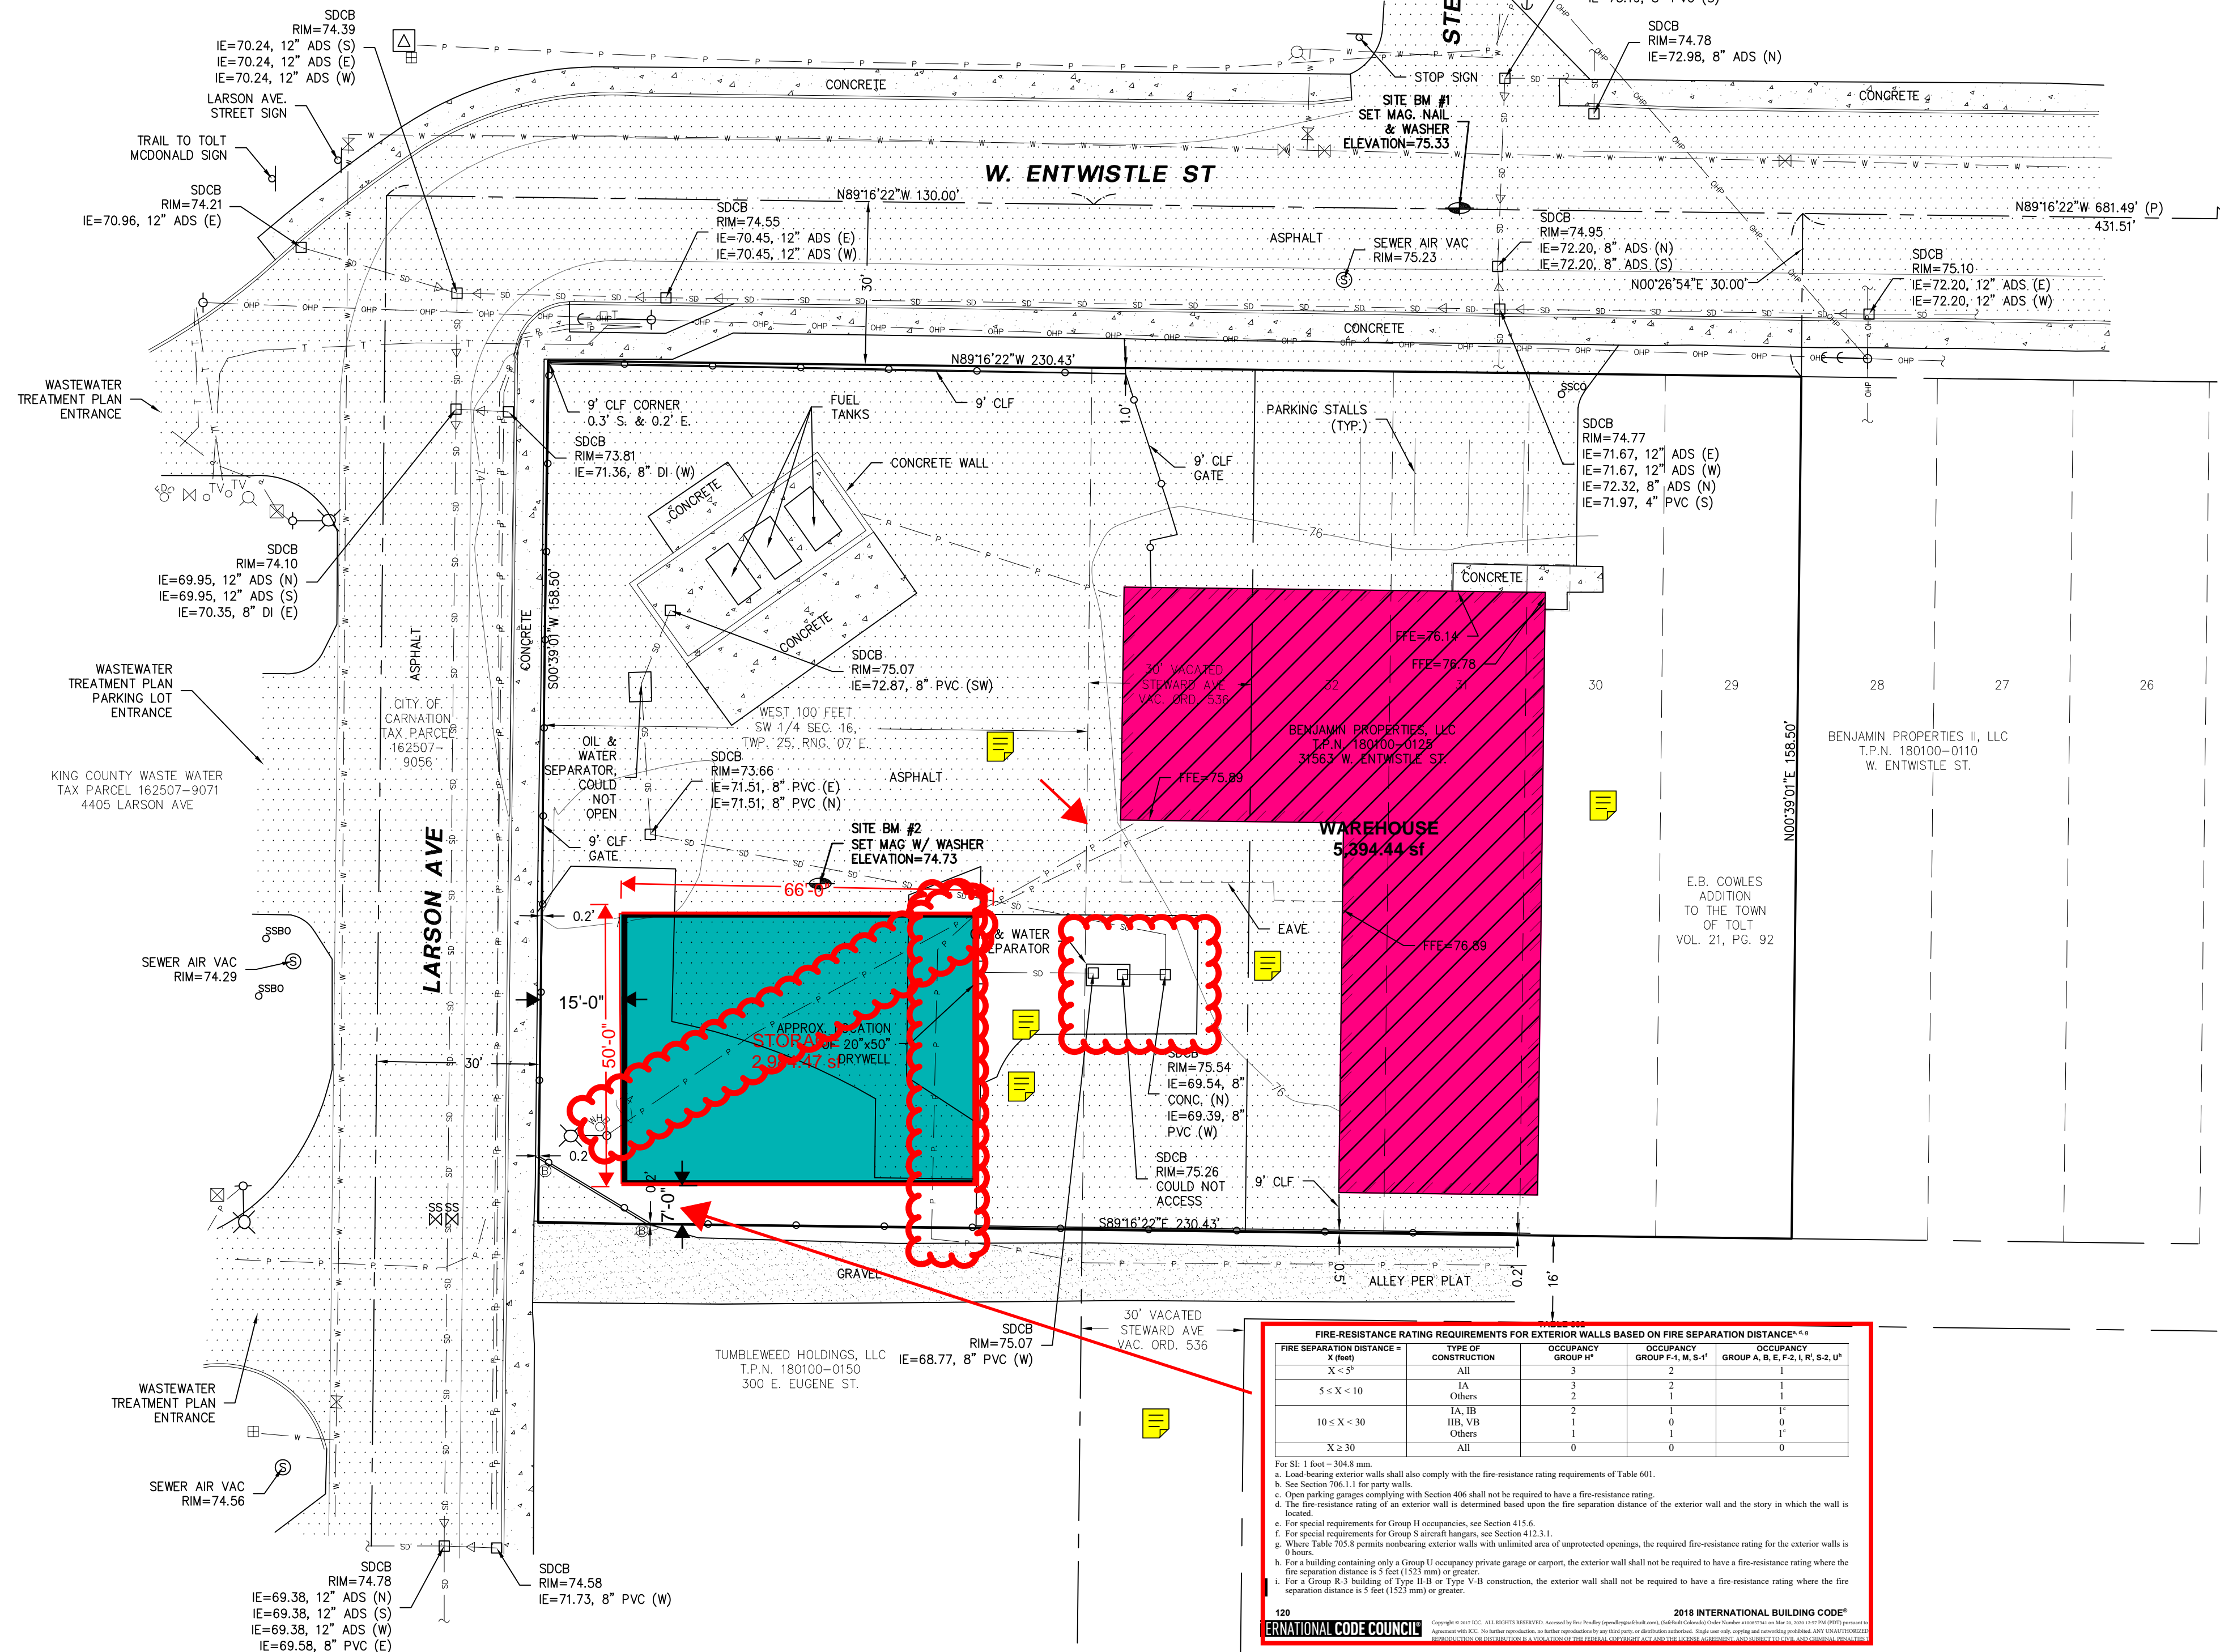 SDCB
RIM=74.39
IE=70.24, 12" ADS (S)
IE=70.24, 12" ADS (E)
IE=70.24, 12" ADS (W)
LARSON AVE.
STREET SIGN
TRAIL TO TOLT
MCDONALD SIGN
SDCB
RIM=74.21
IE=70.96, 12" ADS (E)
CONCRETE
STOP SIGN
SITE BM #1
SET MAG. NAIL
& WASHER
ELEVATION=75.33
SDCB
RIM=74.78
IE=72.98, 8" ADS (N)
CONCRETE
W. ENTWISTLE ST
N89°16'22"W 130.00'
N89°16'22"W 681.49' (P)
431.51'
SDCB
RIM=74.55
IE=70.45, 12" ADS (E)
IE=70.45, 12" ADS (W)
30'
ASPHALT
SEWER AIR VAC
RIM=75.23
SDCB
RIM=74.95
IE=72.20, 8" ADS (N)
IE=72.20, 8" ADS (S)
N00°26'54"E 30.00'
SDCB
RIM=75.10
IE=72.20, 12" ADS (E)
IE=72.20, 12" ADS (W)
CONCRETE
N89°16'22"W 230.43'
WASTEWATER
TREATMENT PLAN
ENTRANCE
9' CLF CORNER
0.3' S. & 0.2' E.
FUEL
TANKS
9' CLF
1.0'
PARKING STALLS
(TYP.)
SSCO
SDCB
RIM=73.81
IE=71.36, 8" DI (W)
CONCRETE WALL
9' CLF
GATE
SDCB
RIM=74.77
IE=71.67, 12" ADS (E)
IE=71.67, 12" ADS (W)
IE=72.32, 8" ADS (N)
IE=71.97, 4" PVC (S)
74
CONCRETE
76
SDCB
RIM=74.10
IE=69.95, 12" ADS (N)
IE=69.95, 12" ADS (S)
IE=70.35, 8" DI (E)
CONCRETE
S00°39'01"W 158.50'
CONCRETE
CONCRETE
FFE=76.14
FFE=76.78
ASPHALT
WASTEWATER
TREATMENT PLAN
PARKING LOT
ENTRANCE
SDCB
RIM=75.07
IE=72.87, 8" PVC (SW)
30' VACATED
STEWARD AVE
VAC. ORD. 536
32
31
30
29
28
27
26
CITY OF
CARNATION
TAX PARCEL
162507-
9056
WEST 100 FEET
SW 1/4 SEC. 16,
TWP. 25, RNG. 07 E.
BENJAMIN PROPERTIES, LLC
T.P.N. 180100-0125
31563 W. ENTWISTLE ST.
N00°39'01"E 158.50'
BENJAMIN PROPERTIES II, LLC
T.P.N. 180100-0110
W. ENTWISTLE ST.
KING COUNTY WASTE WATER
TAX PARCEL 162507-9071
4405 LARSON AVE
OIL &
WATER
SEPARATOR,
COULD
NOT
OPEN
SDCB
RIM=73.66
IE=71.51, 8" PVC (E)
IE=71.51, 8" PVC (N)
ASPHALT
FFE=75.89
LARSON AVE
9' CLF
GATE
SITE BM #2
SET MAG W/ WASHER
ELEVATION=74.73
WAREHOUSE
5,394.44 sf
66'-0"
E.B. COWLES
ADDITION
TO THE TOWN
OF TOLT
VOL. 21, PG. 92
0.2'
& WATER
EPARATOR
EAVE
FFE=76.89
SSBO
SEWER AIR VAC
RIM=74.29
SSBO
15'-0"
50'-0"
30'
APPROX. LOCATION
OF 20"x50"
DRYWELL
STORAGE
sf
SDCB
RIM=75.54
IE=69.54, 8"
CONC. (N)
IE=69.39, 8"
PVC (W)
76
0.2'
SDCB
RIM=75.26
COULD NOT
ACCESS
9' CLF
0.2'
7'-0"
S89°16'22"E 230.43'
GRAVEL
0.5'
ALLEY PER PLAT
0.2'
16'
30' VACATED
STEWARD AVE
VAC. ORD. 536
SDCB
RIM=75.07
IE=68.77, 8" PVC (W)
TUMBLEWEED HOLDINGS, LLC
T.P.N. 180100-0150
300 E. EUGENE ST.
WASTEWATER
TREATMENT PLAN
ENTRANCE
SEWER AIR VAC
RIM=74.56
SDCB
RIM=74.78
IE=69.38, 12" ADS (N)
IE=69.38, 12" ADS (S)
IE=69.38, 12" ADS (W)
IE=69.58, 8" PVC (E)
SDCB
RIM=74.58
IE=71.73, 8" PVC (W)
FIRE-RESISTANCE RATING REQUIREMENTS FOR EXTERIOR WALLS BASED ON FIRE SEPARATION DISTANCE a, d, g
FIRE SEPARATION DISTANCE = X (feet) TYPE OF CONSTRUCTION OCCUPANCY GROUP H e OCCUPANCY GROUP F-1, M, S-1 f OCCUPANCY GROUP A, B, E, F-2, I, R i, S-2, U h
X < 5 b All 3 2 1
5 ≤ X < 10 IA 3 2 1
Others 2 1 1
10 ≤ X < 30 IA, IB 2 1 1 c
IIB, VB 1 0 0
Others 1 1 1 c
X ≥ 30 All 0 0 0
For SI: 1 foot = 304.8 mm.
a. Load-bearing exterior walls shall also comply with the fire-resistance rating requirements of Table 601.
b. See Section 706.1.1 for party walls.
c. Open parking garages complying with Section 406 shall not be required to have a fire-resistance rating.
d. The fire-resistance rating of an exterior wall is determined based upon the fire separation distance of the exterior wall and the story in which the wall is
located.
e. For special requirements for Group H occupancies, see Section 415.6.
f. For special requirements for Group S aircraft hangars, see Section 412.3.1.
g. Where Table 705.8 permits nonbearing exterior walls with unlimited area of unprotected openings, the required fire-resistance rating for the exterior walls is
0 hours.
h. For a building containing only a Group U occupancy private garage or carport, the exterior wall shall not be required to have a fire-resistance rating where the
fire separation distance is 5 feet (1523 mm) or greater.
i. For a Group R-3 building of Type II-B or Type V-B construction, the exterior wall shall not be required to have a fire-resistance rating where the fire
separation distance is 5 feet (1523 mm) or greater.
120
2018 INTERNATIONAL BUILDING CODE®
ERNATIONAL CODE COUNCIL